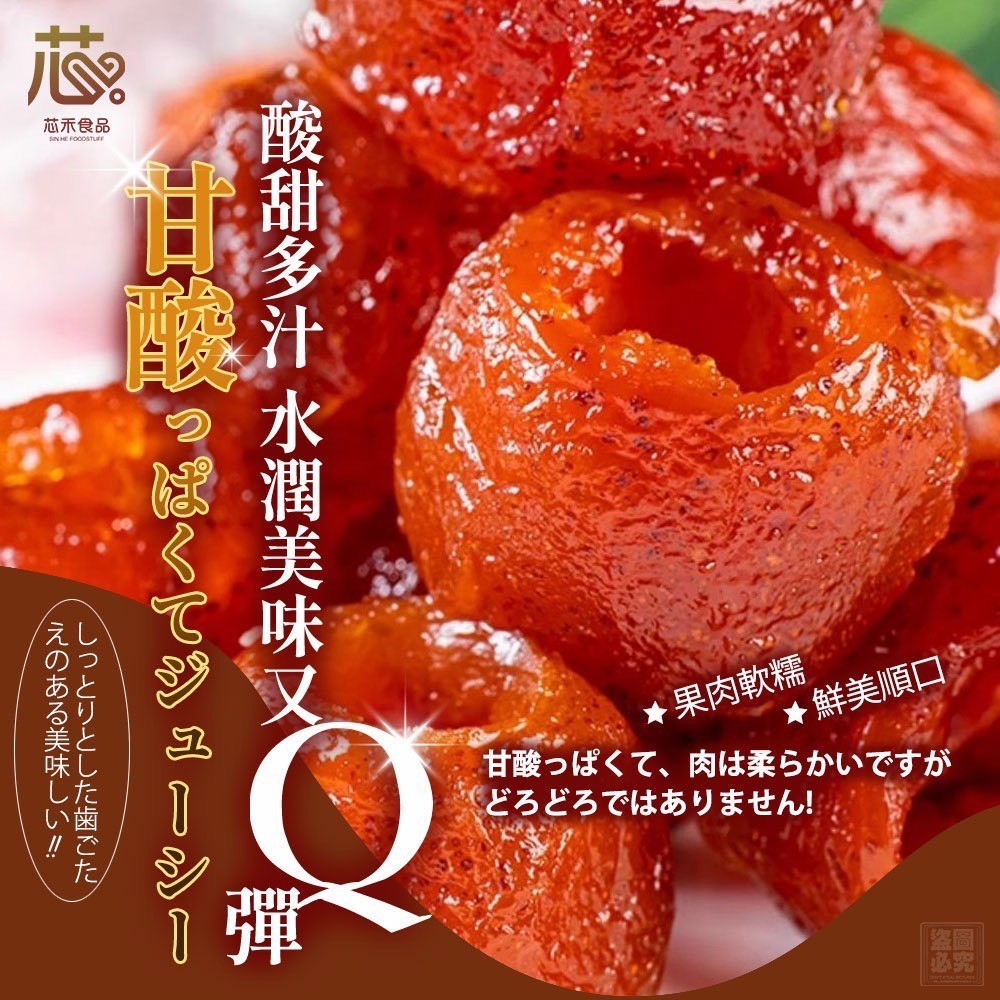 芯
芯禾食品
SIN HE FOODSTUFF
酸甜多汁 水潤美味又Q彈
甘酸っぱくてジューシー
しっとりとした歯ごた
えのある美味しい!!
★果肉軟糯
★鮮美順口
甘酸っぱくて、肉は柔らかいですが
どろどろではありません!
盜圖
必究